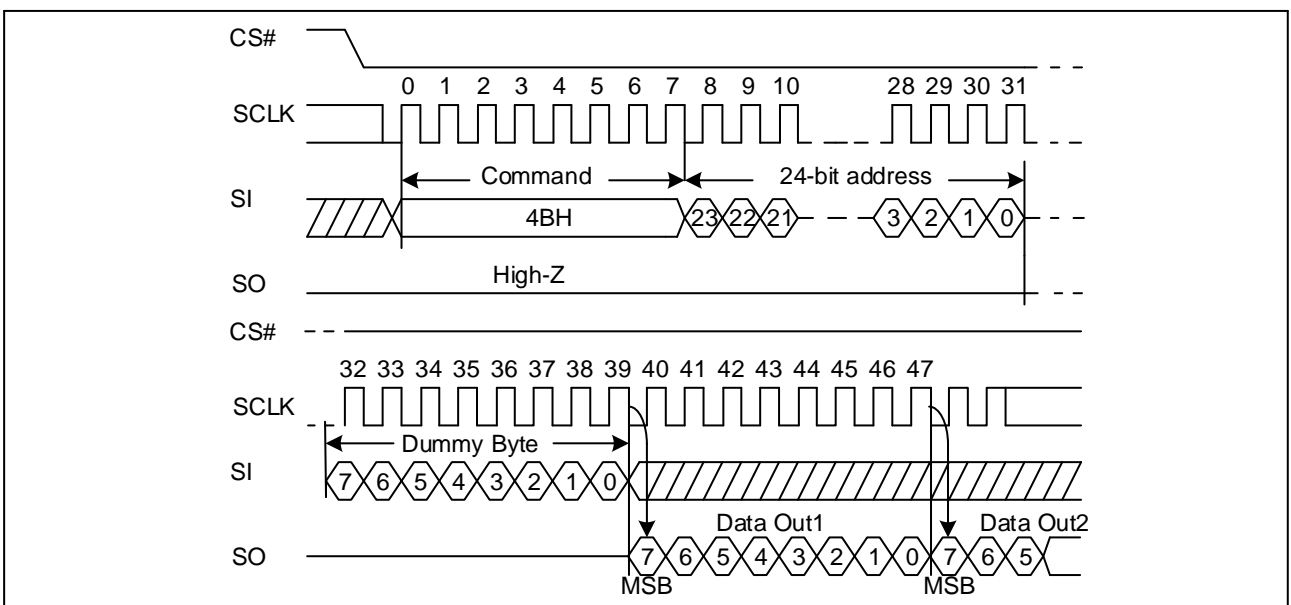 CS#
0 1 2 3 4 5 6 7 8 9 10 28 29 30 31
SCLK
Command 24-bit address
SI
4BH 23 22 21 3 2 1 0
High-Z
SO
CS#
32 33 34 35 36 37 38 39 40 41 42 43 44 45 46 47
SCLK
Dummy Byte
SI
7 6 5 4 3 2 1 0
Data Out1 Data Out2
SO
7 6 5 4 3 2 1 0 7 6 5
MSB MSB